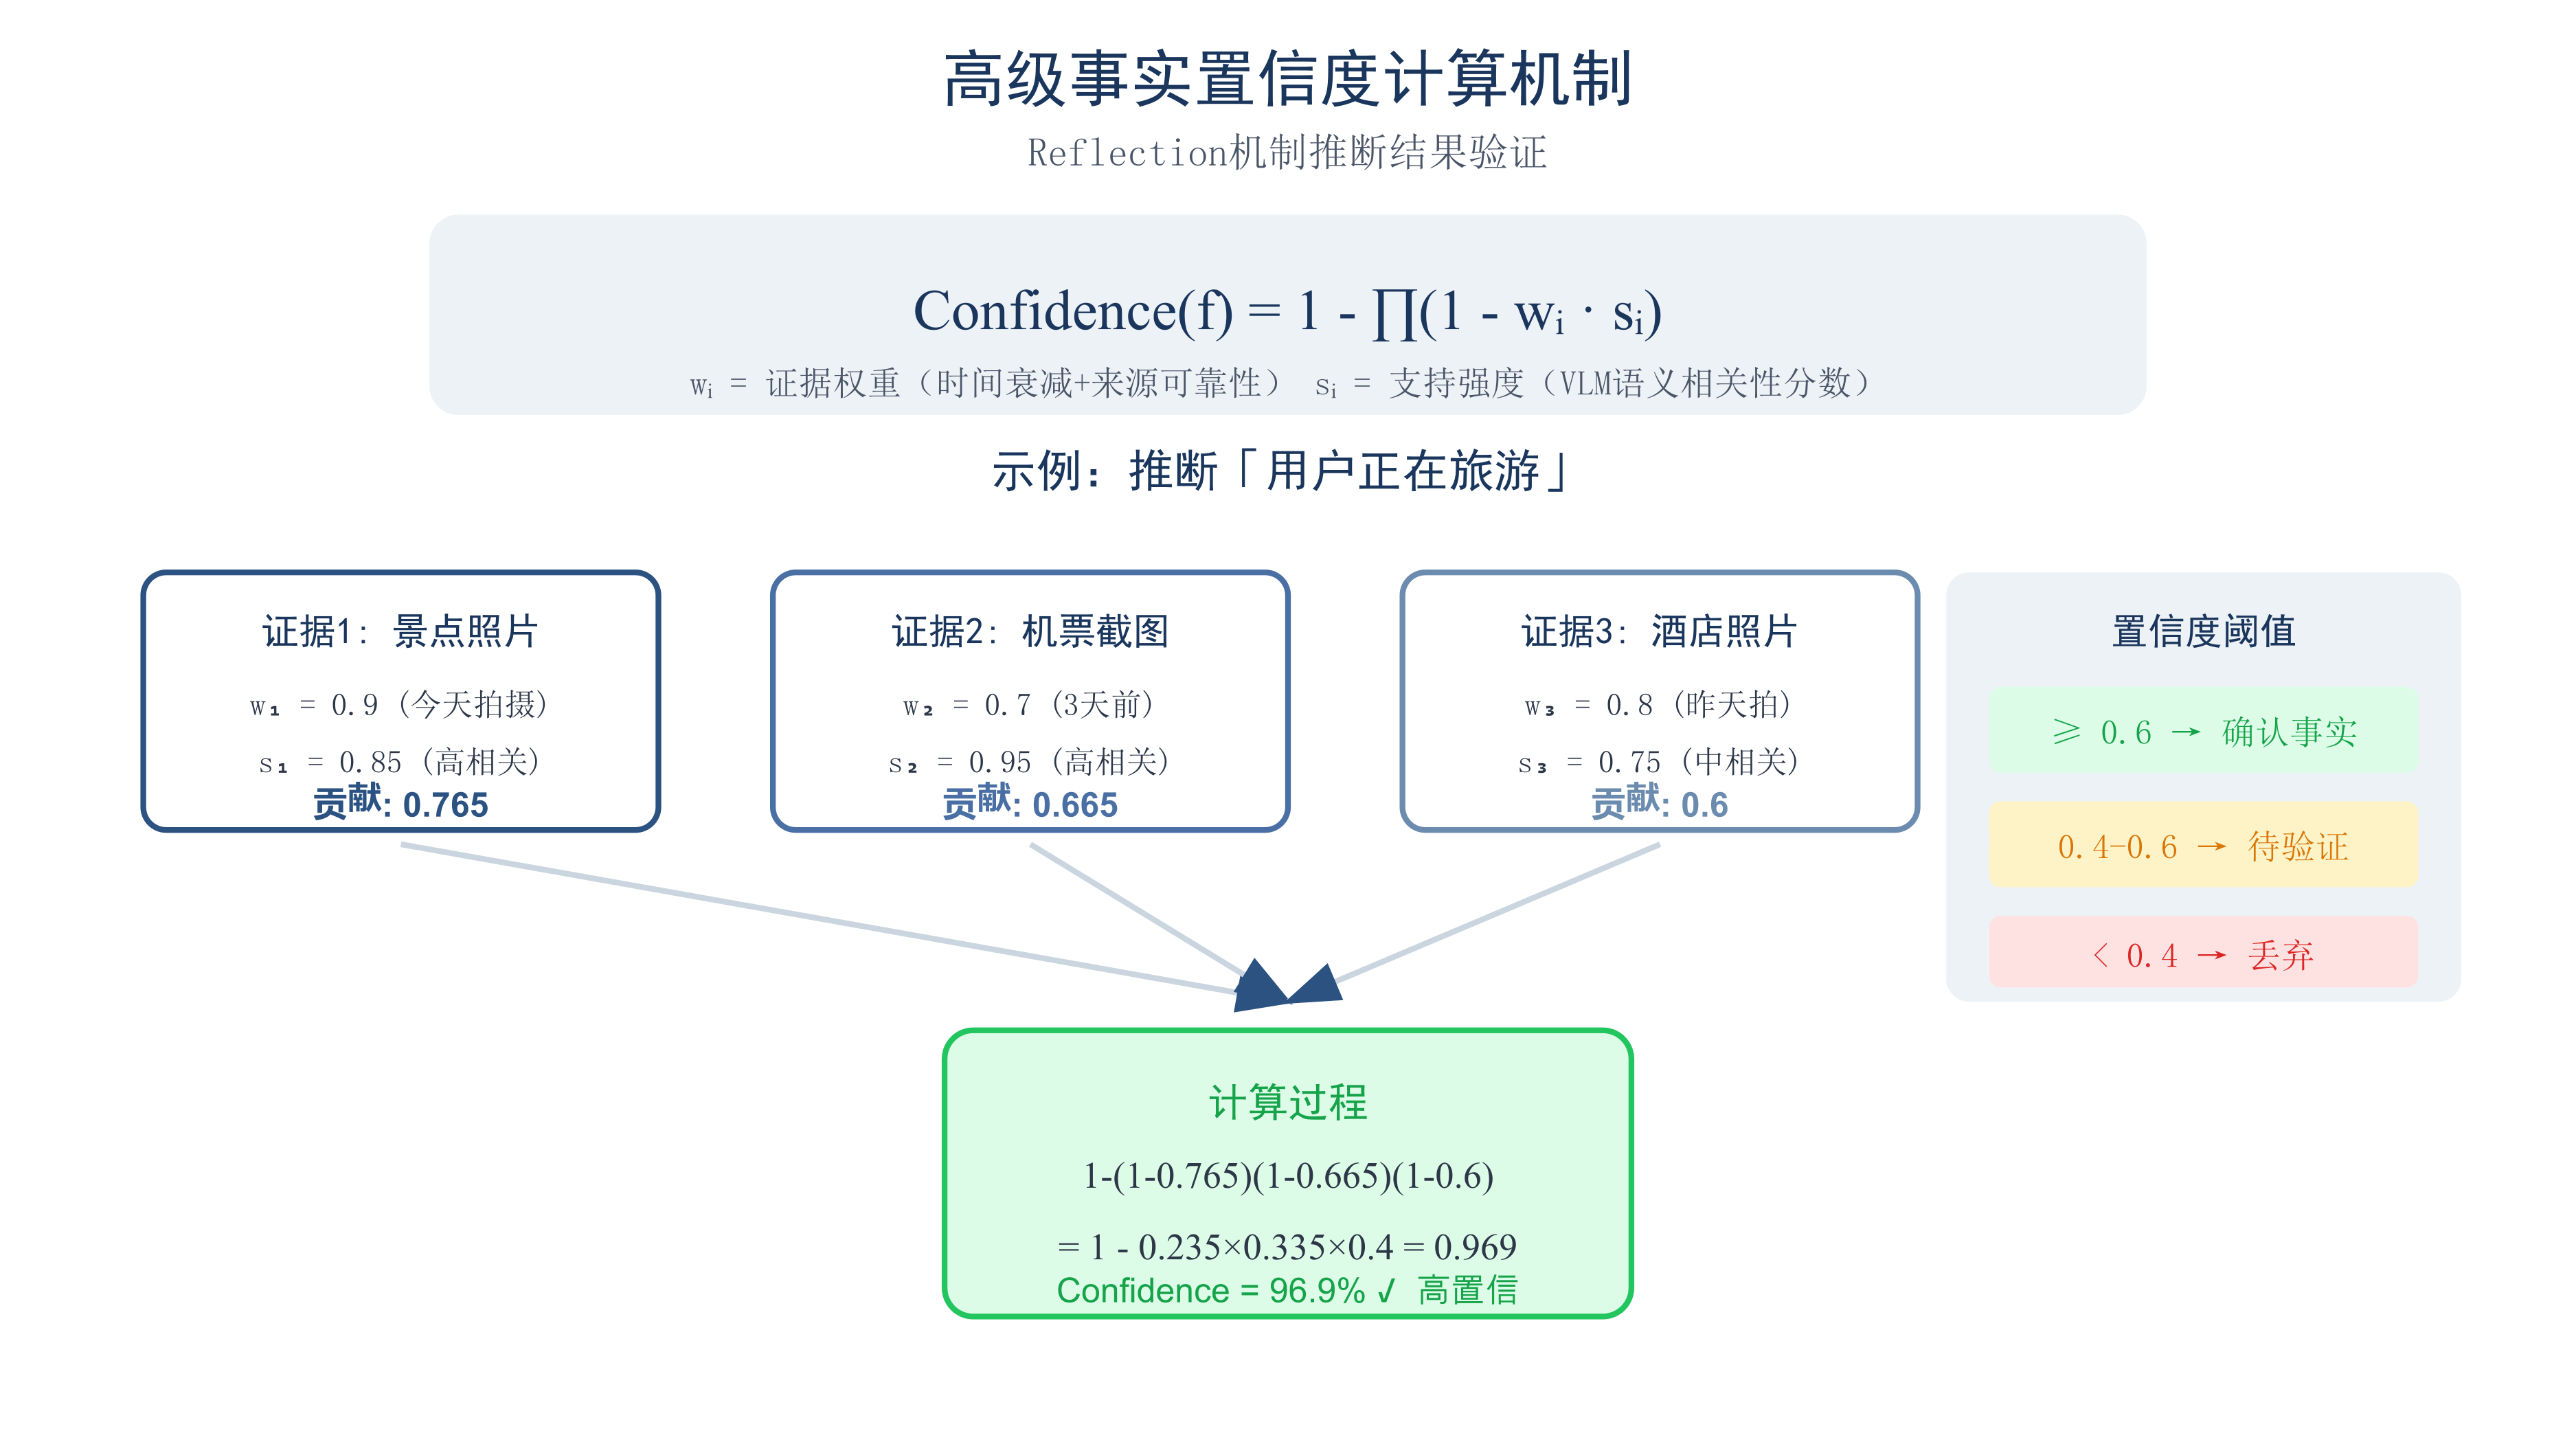 高级事实置信度计算机制
Reflection机制推断结果验证
Confidence(f) = 1 - ∏(1 - wᵢ · sᵢ)
wᵢ = 证据权重（时间衰减+来源可靠性） sᵢ = 支持强度（VLM语义相关性分数）
示例：推断「用户正在旅游」
证据1: 景点照片
w₁ = 0.9 (今天拍摄)
s₁ = 0.85 (高相关)
贡献: 0.765
证据2: 机票截图
w₂ = 0.7 (3天前)
s₂ = 0.95 (高相关)
贡献: 0.665
证据3: 酒店照片
w₃ = 0.8 (昨天拍)
s₃ = 0.75 (中相关)
贡献: 0.6
置信度阈值
≥ 0.6 → 确认事实
0.4-0.6 → 待验证
< 0.4 → 丢弃
计算过程
1-(1-0.765)(1-0.665)(1-0.6)
= 1 - 0.235×0.335×0.4 = 0.969
Confidence = 96.9% ✓ 高置信